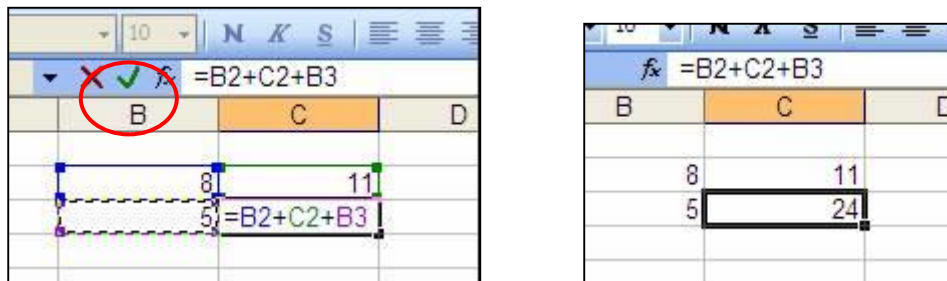 10 N K S
fx =B2+C2+B3
B C D
8 11
5 =B2+C2+B3
10 N K S
fx =B2+C2+B3
B C
8 11
5 24